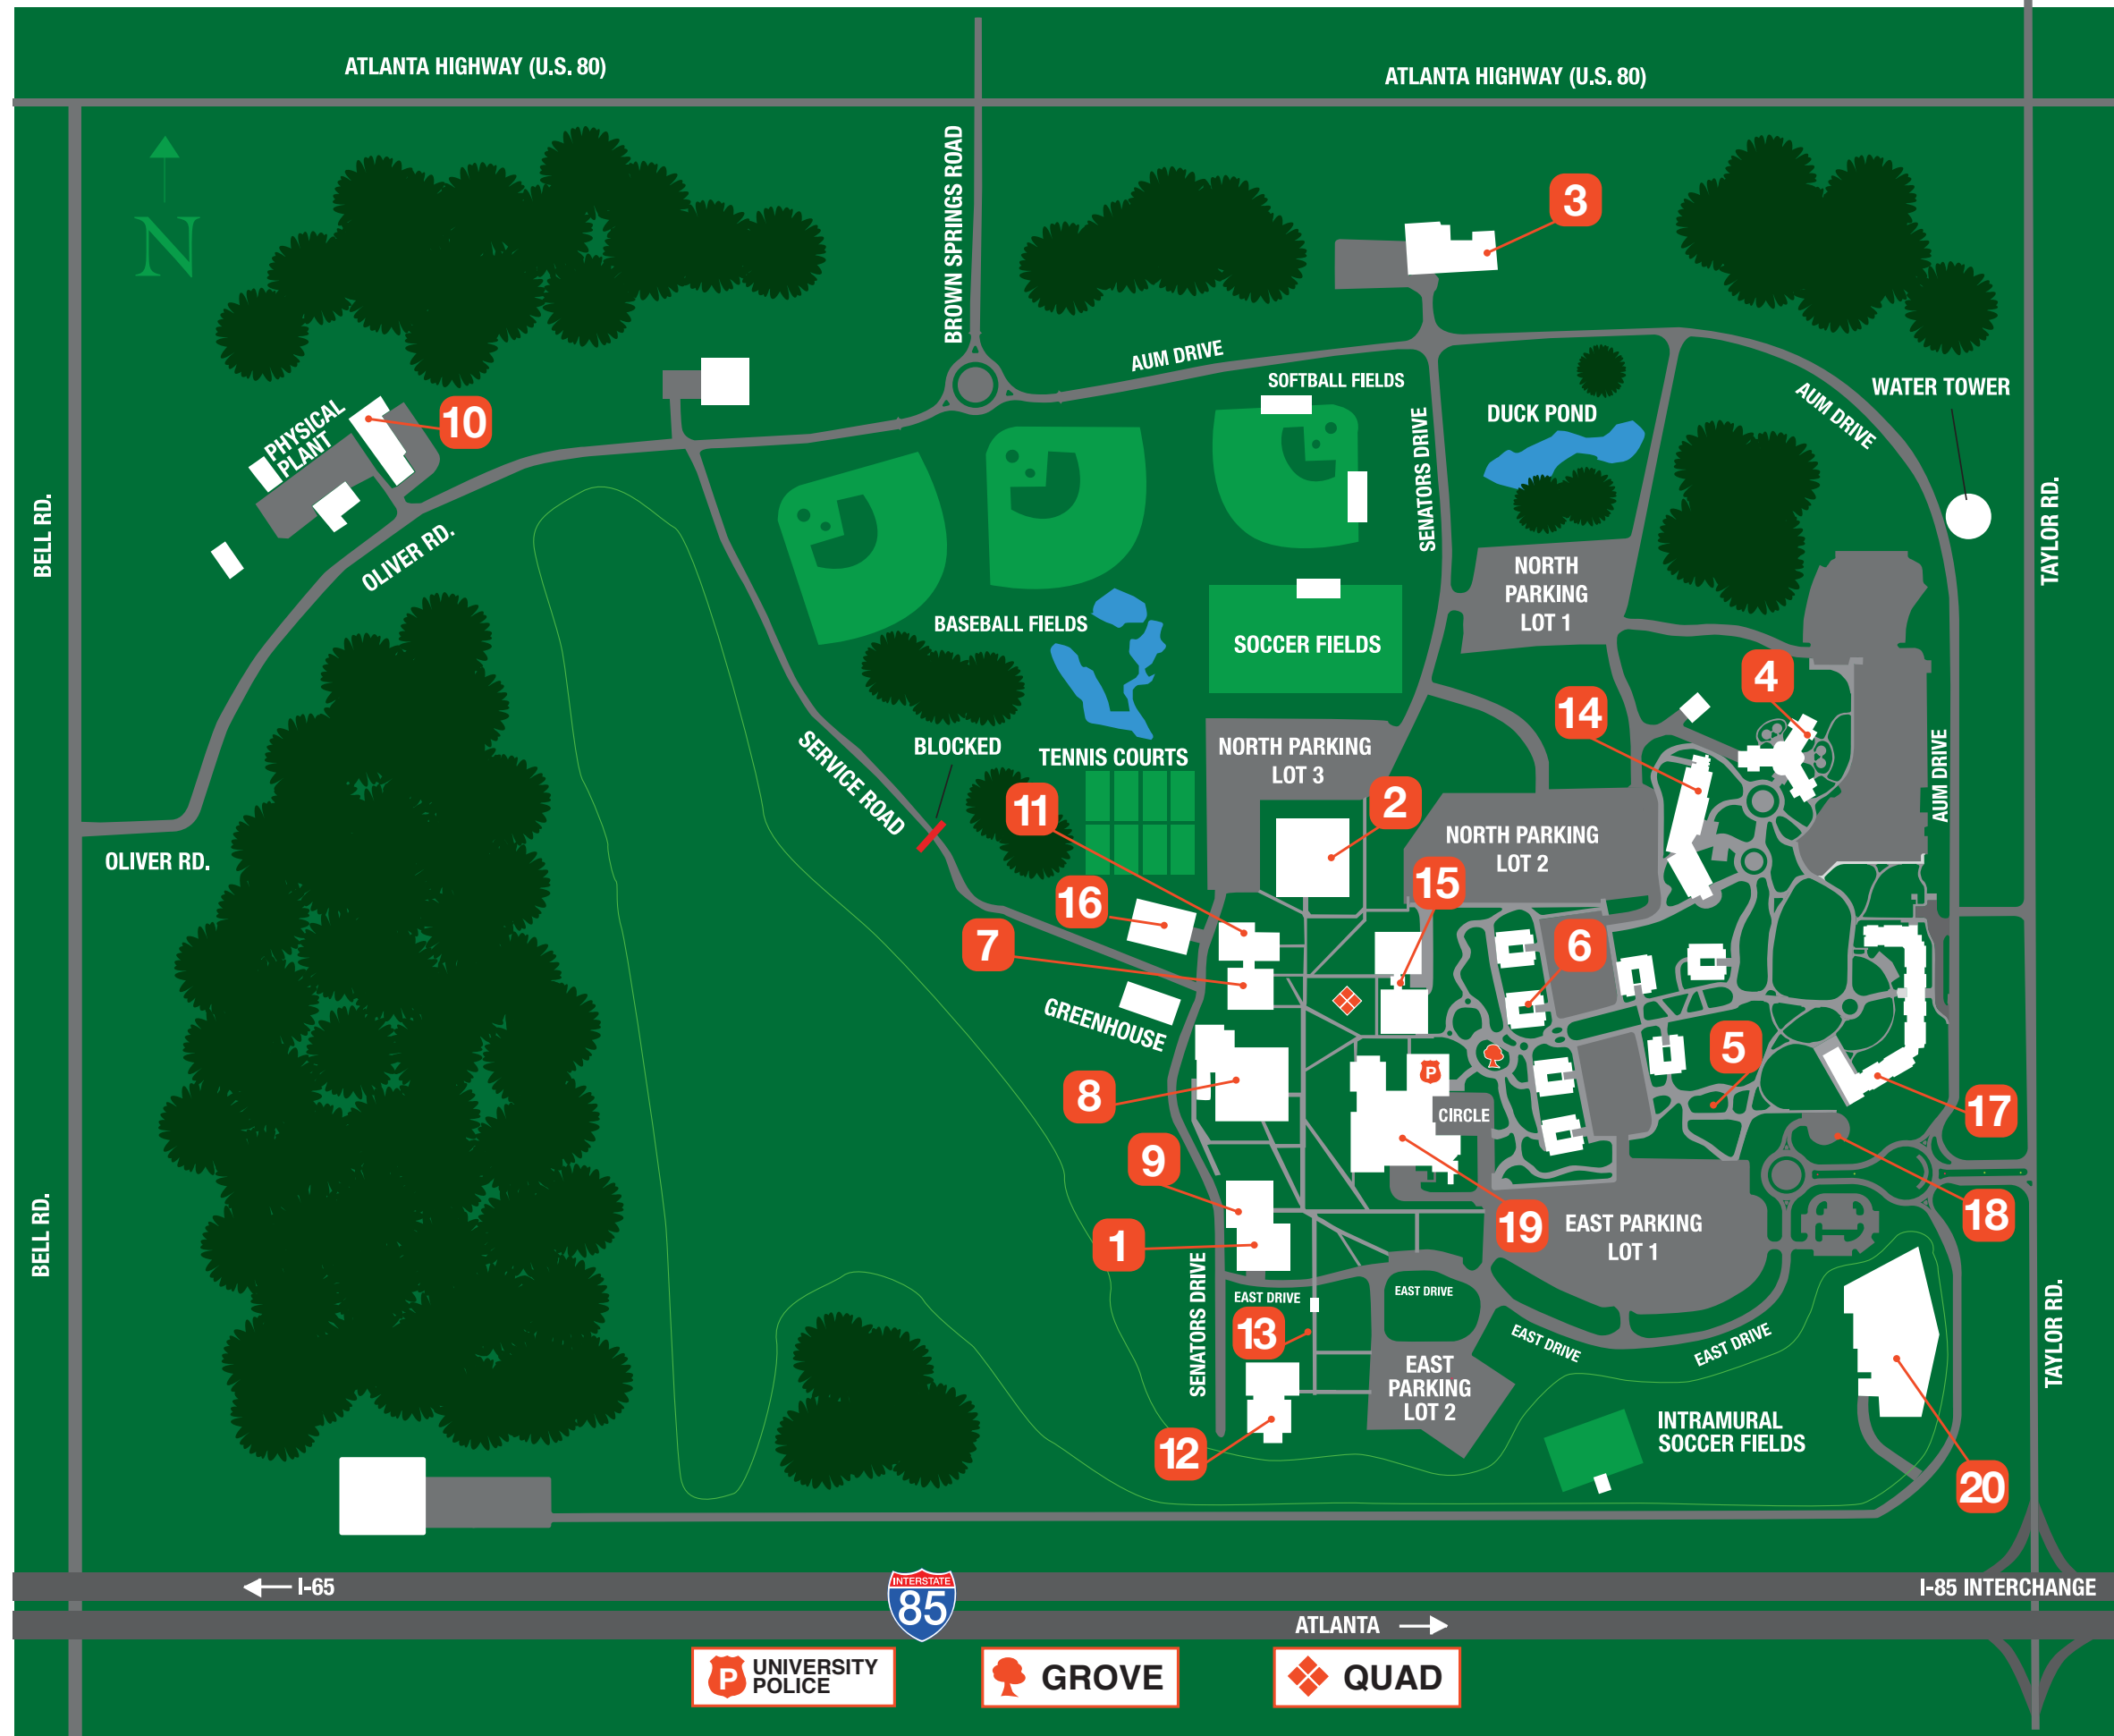 ATLANTA HIGHWAY (U.S. 80)
ATLANTA HIGHWAY (U.S. 80)
N
BROWN SPRINGS ROAD
3
AUM DRIVE
SOFTBALL FIELDS
SENATORS DRIVE
DUCK POND
AUM DRIVE
WATER TOWER
PHYSICAL
PLANT
10
BELL RD.
OLIVER RD.
TAYLOR RD.
NORTH
PARKING
LOT 1
BASEBALL FIELDS
SOCCER FIELDS
4
14
SERVICE ROAD
BLOCKED
TENNIS COURTS
NORTH PARKING
LOT 3
AUM DRIVE
11
2
NORTH PARKING
LOT 2
OLIVER RD.
15
16
7
6
GREENHOUSE
5
P
8
CIRCLE
17
9
18
19
EAST PARKING
LOT 1
1
BELL RD.
SENATORS DRIVE
EAST DRIVE
EAST DRIVE
13
EAST DRIVE
EAST DRIVE
TAYLOR RD.
EAST
PARKING
LOT 2
12
INTRAMURAL
SOCCER FIELDS
20
I-65
INTERSTATE
85
I-85 INTERCHANGE
ATLANTA
P
UNIVERSITY
POLICE
GROVE
QUAD